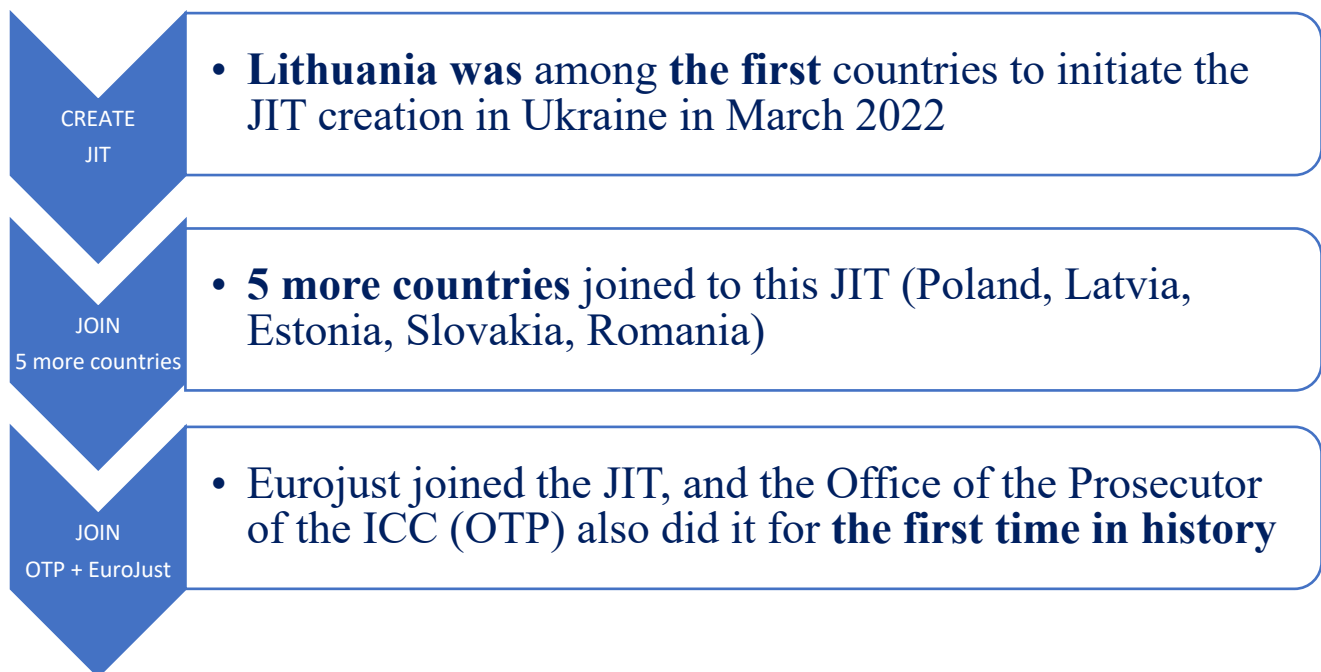 CREATE
JIT
• Lithuania was among the first countries to initiate the
JIT creation in Ukraine in March 2022
JOIN
5 more countries
• 5 more countries joined to this JIT (Poland, Latvia,
Estonia, Slovakia, Romania)
JOIN
OTP + EuroJust
• Eurojust joined the JIT, and the Office of the Prosecutor
of the ICC (OTP) also did it for the first time in history